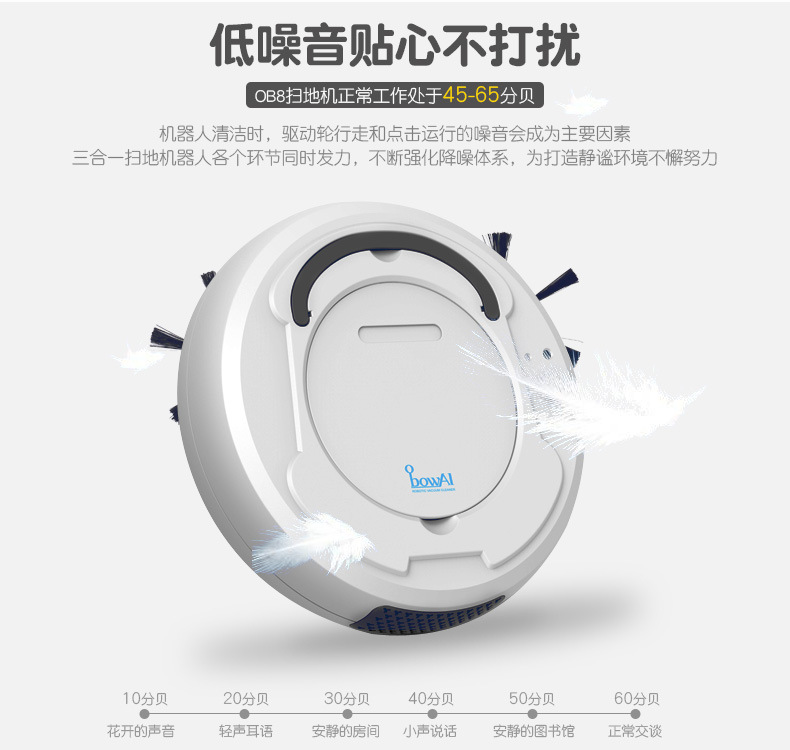 低噪音贴心不打扰
OB8扫地机正常工作处于45-65分贝
机器人清洁时，驱动轮行走和点击运行的噪音会成为主要因素
三合一扫地机器人各个环节同时发力，不断强化降噪体系，为打造静谧环境不懈努力
bowAI
ROBOTIC VACUUM CLEANER
10分贝 20分贝 30分贝 40分贝 50分贝 60分贝
花开的声音 轻声耳语 安静的房间 小声说话 安静的图书馆 正常交谈